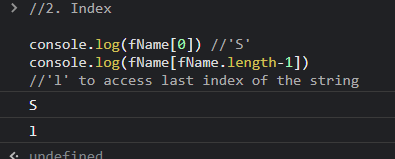 > //2. Index
console.log(fName[0]) //'S'
console.log(fName[fName.length-1])
//'l' to access last index of the string
S
l
undefined